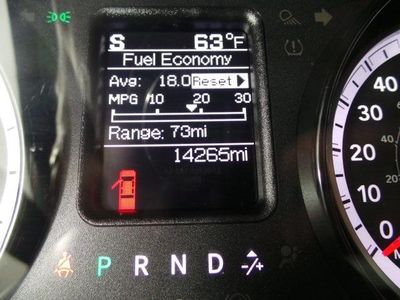 S 63°F
Fuel Economy
Avg: 18.0 Reset
MPG 10 20 30
Range: 73mi
14265mi
P R N D -/+
40
30
20
10
0